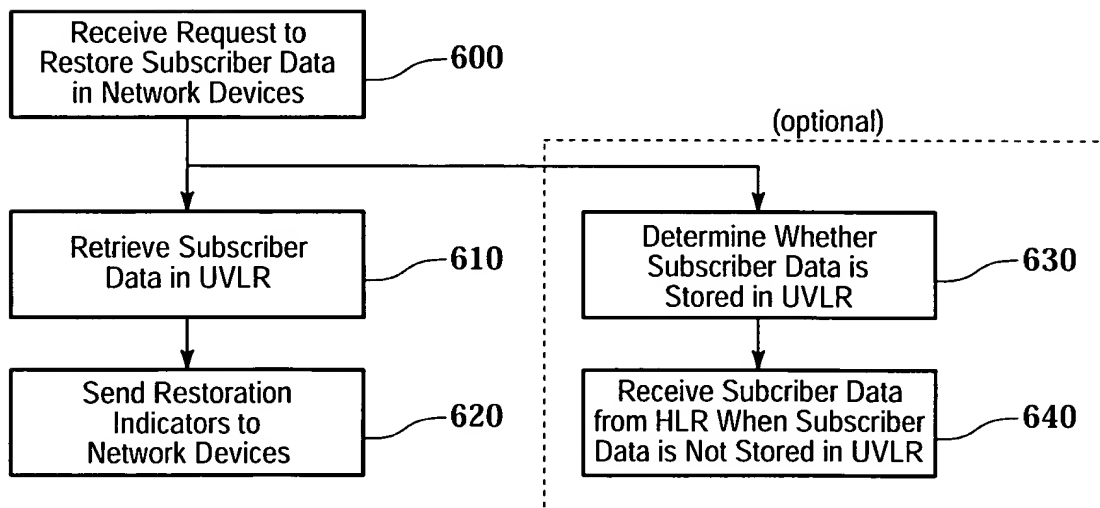 Receive Request to
Restore Subscriber Data
in Network Devices
600
(optional)
Retrieve Subscriber
Data in UVLR
610
Determine Whether
Subscriber Data is
Stored in UVLR
630
Send Restoration
Indicators to
Network Devices
620
Receive Subcriber Data
from HLR When Subscriber
Data is Not Stored in UVLR
640